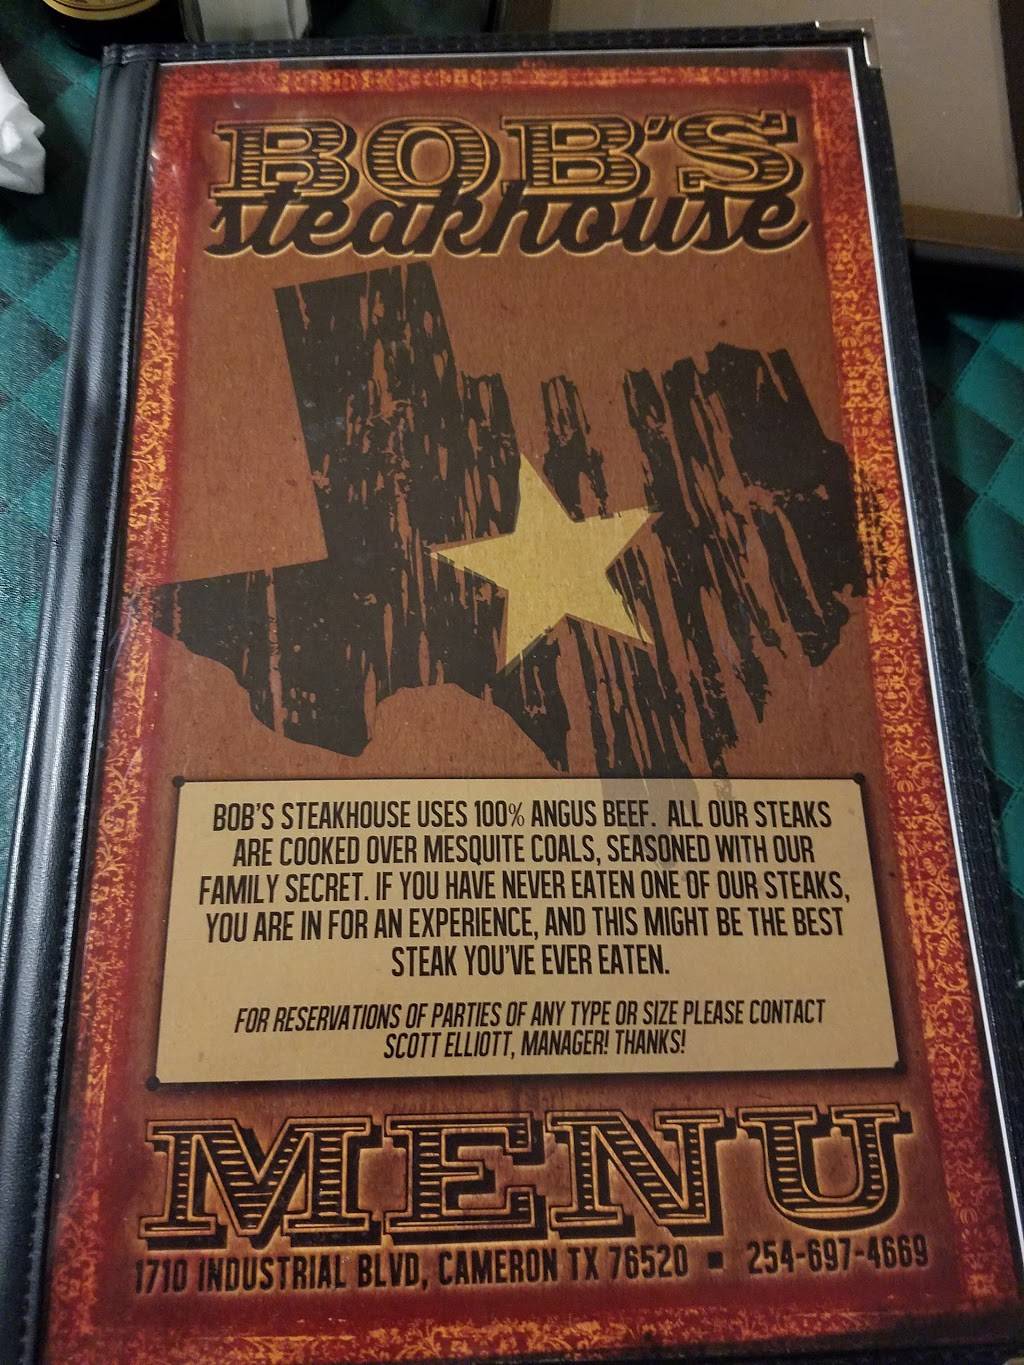 BOB'S
steakhouse
BOB'S STEAKHOUSE USES 100% ANGUS BEEF. ALL OUR STEAKS
ARE COOKED OVER MESQUITE COALS, SEASONED WITH OUR
FAMILY SECRET. IF YOU HAVE NEVER EATEN ONE OF OUR STEAKS,
YOU ARE IN FOR AN EXPERIENCE, AND THIS MIGHT BE THE BEST
STEAK YOU'VE EVER EATEN.
FOR RESERVATIONS OF PARTIES OF ANY TYPE OR SIZE PLEASE CONTACT
SCOTT ELLIOTT, MANAGER! THANKS!
MENU
1710 INDUSTRIAL BLVD, CAMERON TX 76520 ▪ 254-697-4669